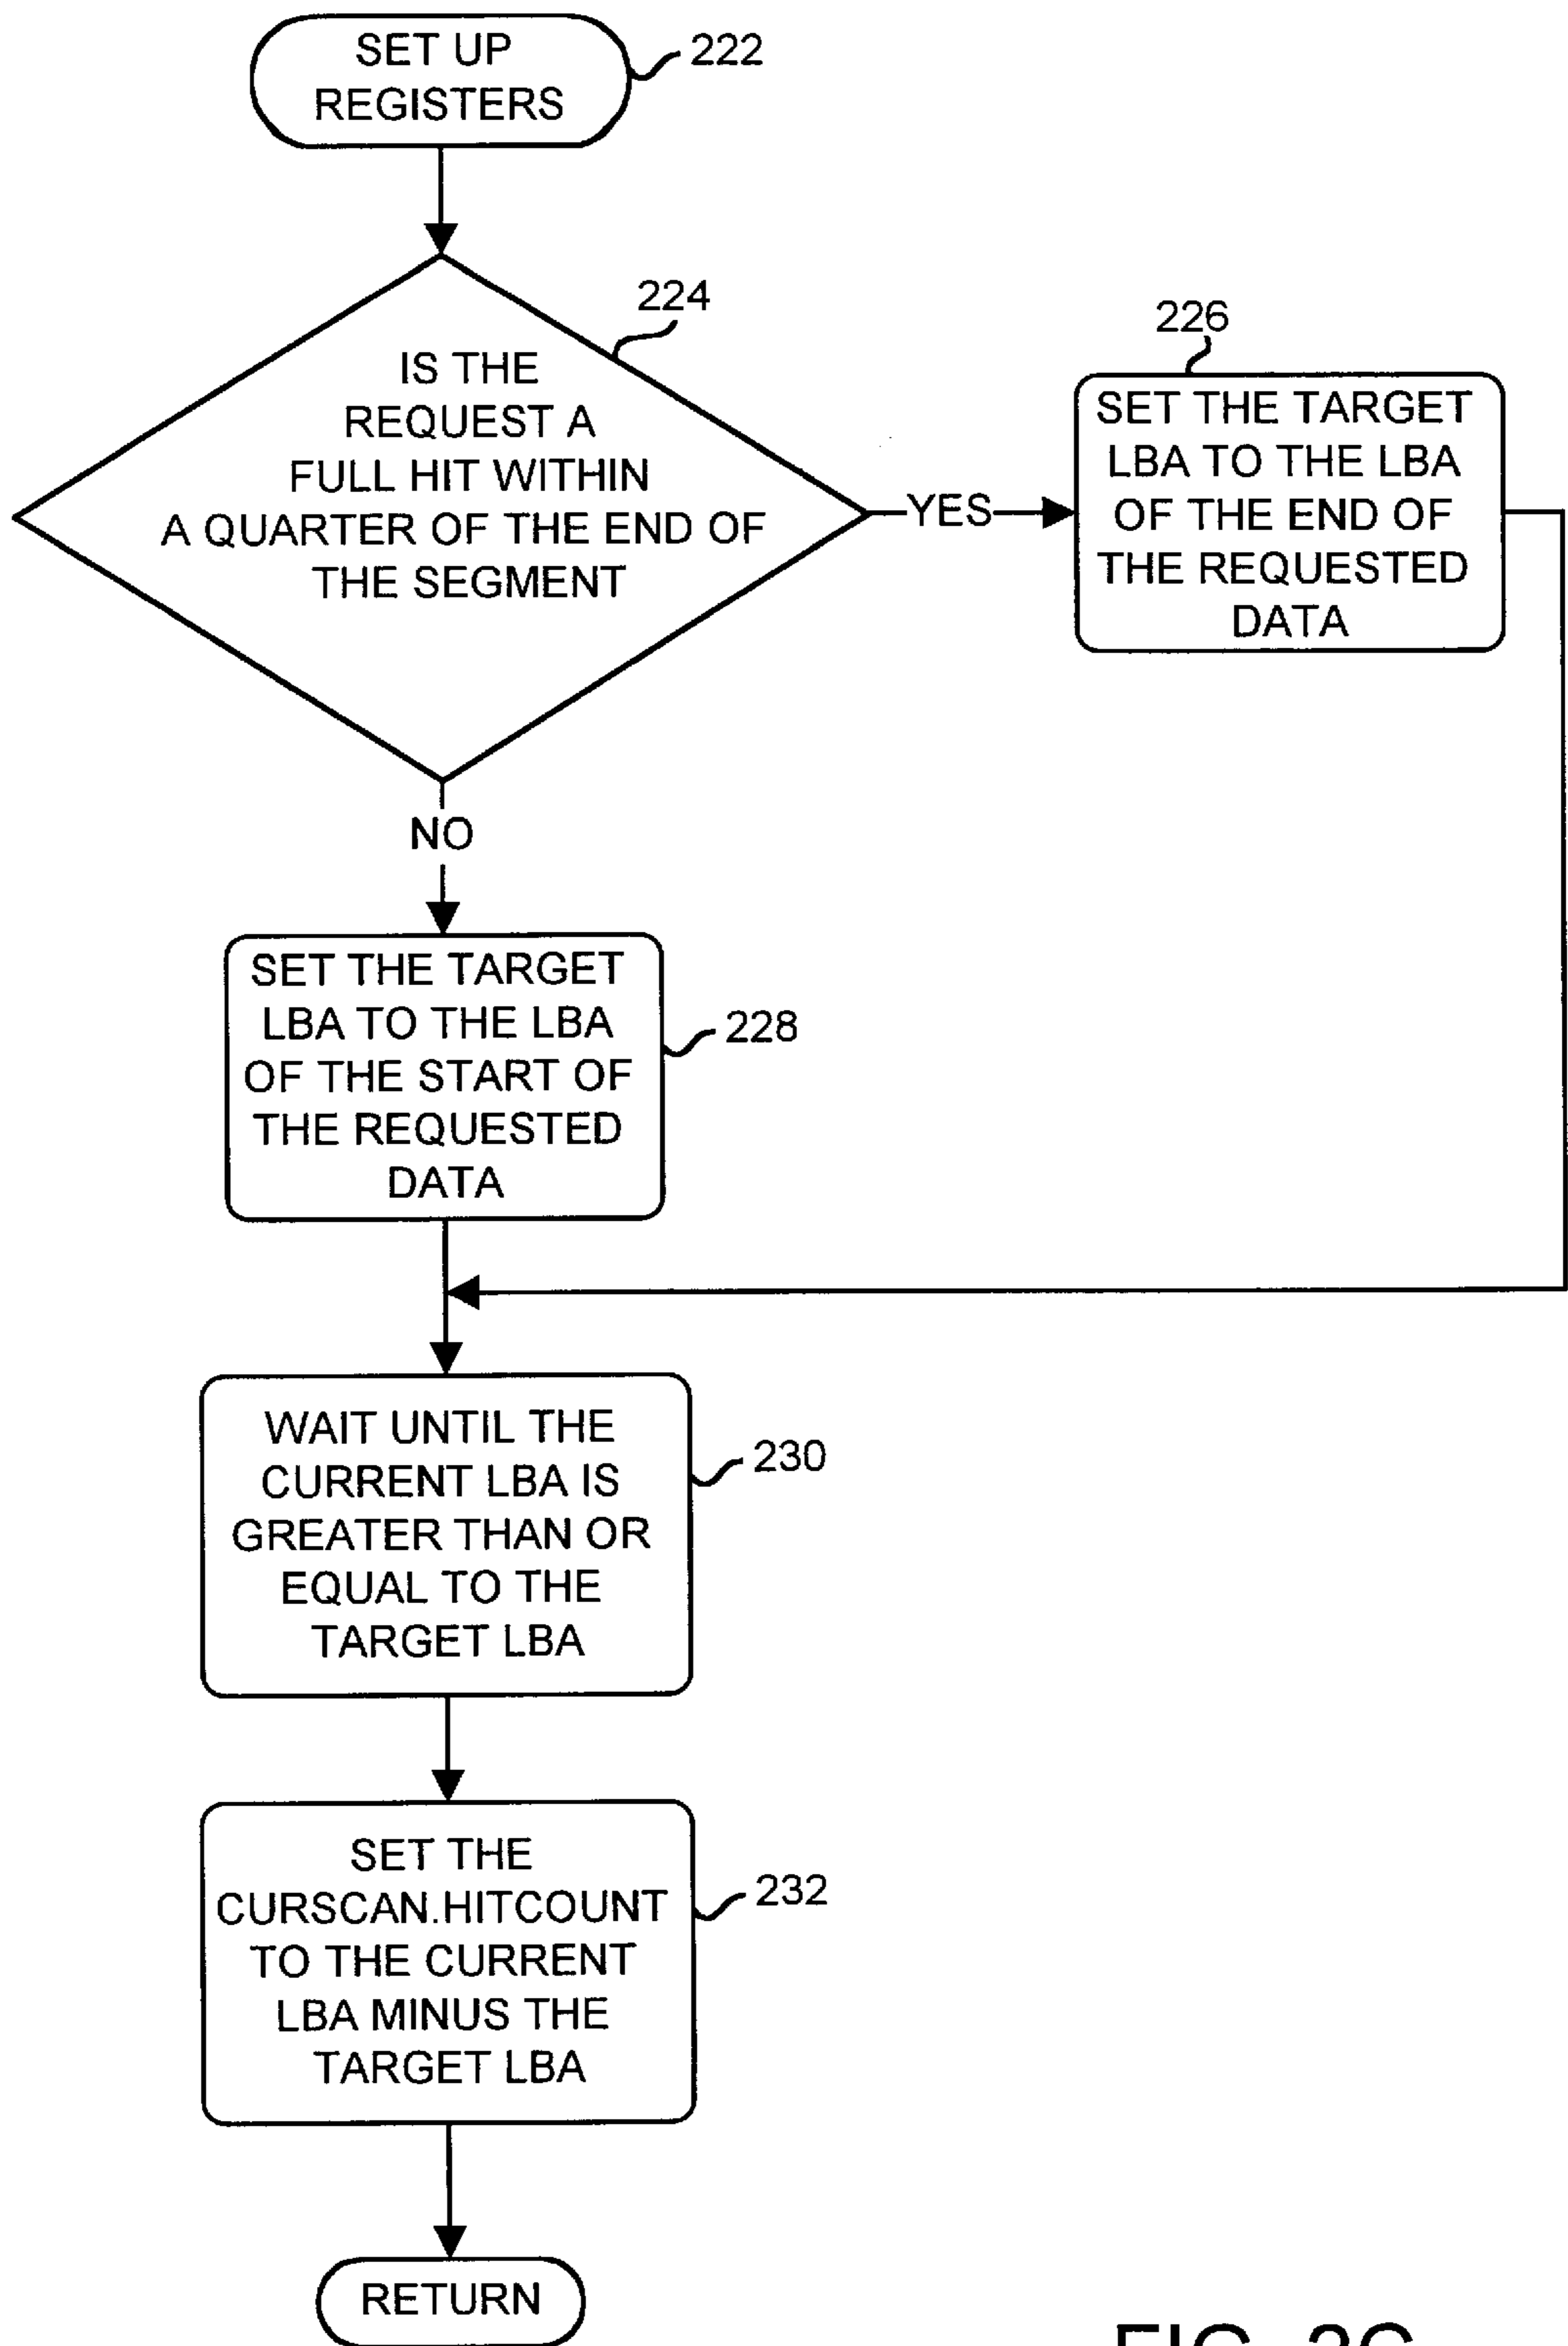 SET UP
REGISTERS
222
224
IS THE
REQUEST A
FULL HIT WITHIN
A QUARTER OF THE END OF
THE SEGMENT
YES
226
SET THE TARGET
LBA TO THE LBA
OF THE END OF
THE REQUESTED
DATA
NO
SET THE TARGET
LBA TO THE LBA
OF THE START OF
THE REQUESTED
DATA
228
WAIT UNTIL THE
CURRENT LBA IS
GREATER THAN OR
EQUAL TO THE
TARGET LBA
230
SET THE
CURSCAN.HITCOUNT
TO THE CURRENT
LBA MINUS THE
TARGET LBA
232
RETURN